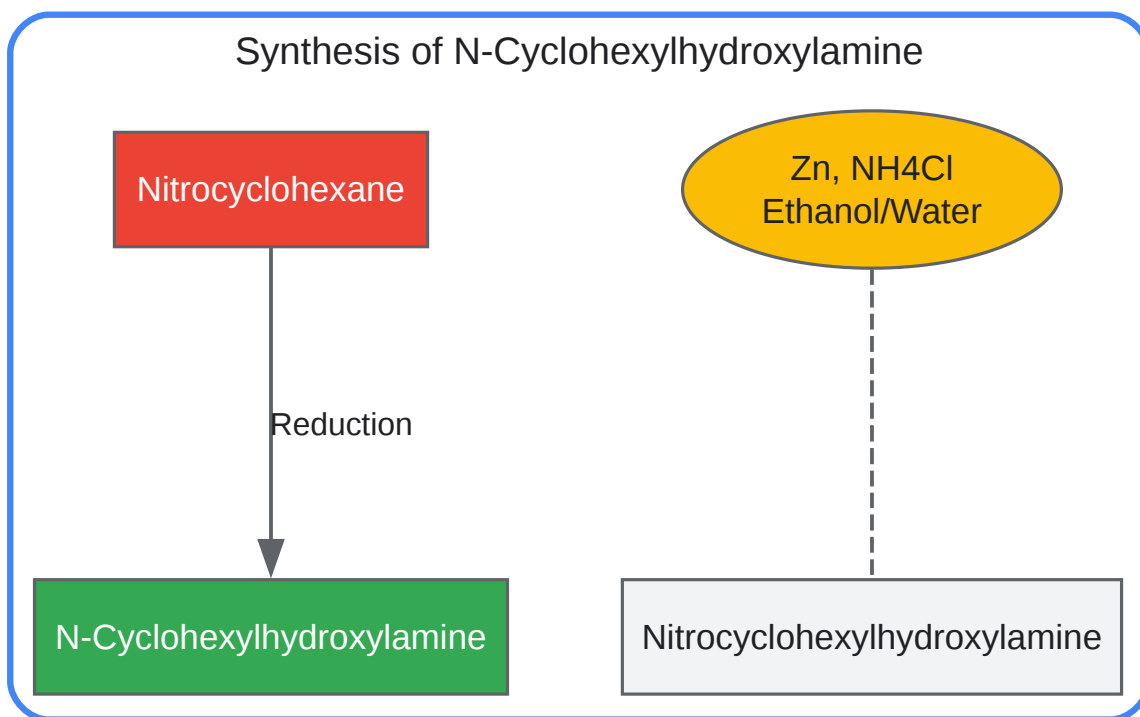 Synthesis of N-Cyclohexylhydroxylamine
Nitrocyclohexane
Zn, NH4Cl
Ethanol/Water
Reduction
N-Cyclohexylhydroxylamine
Nitrocyclohexylhydroxylamine